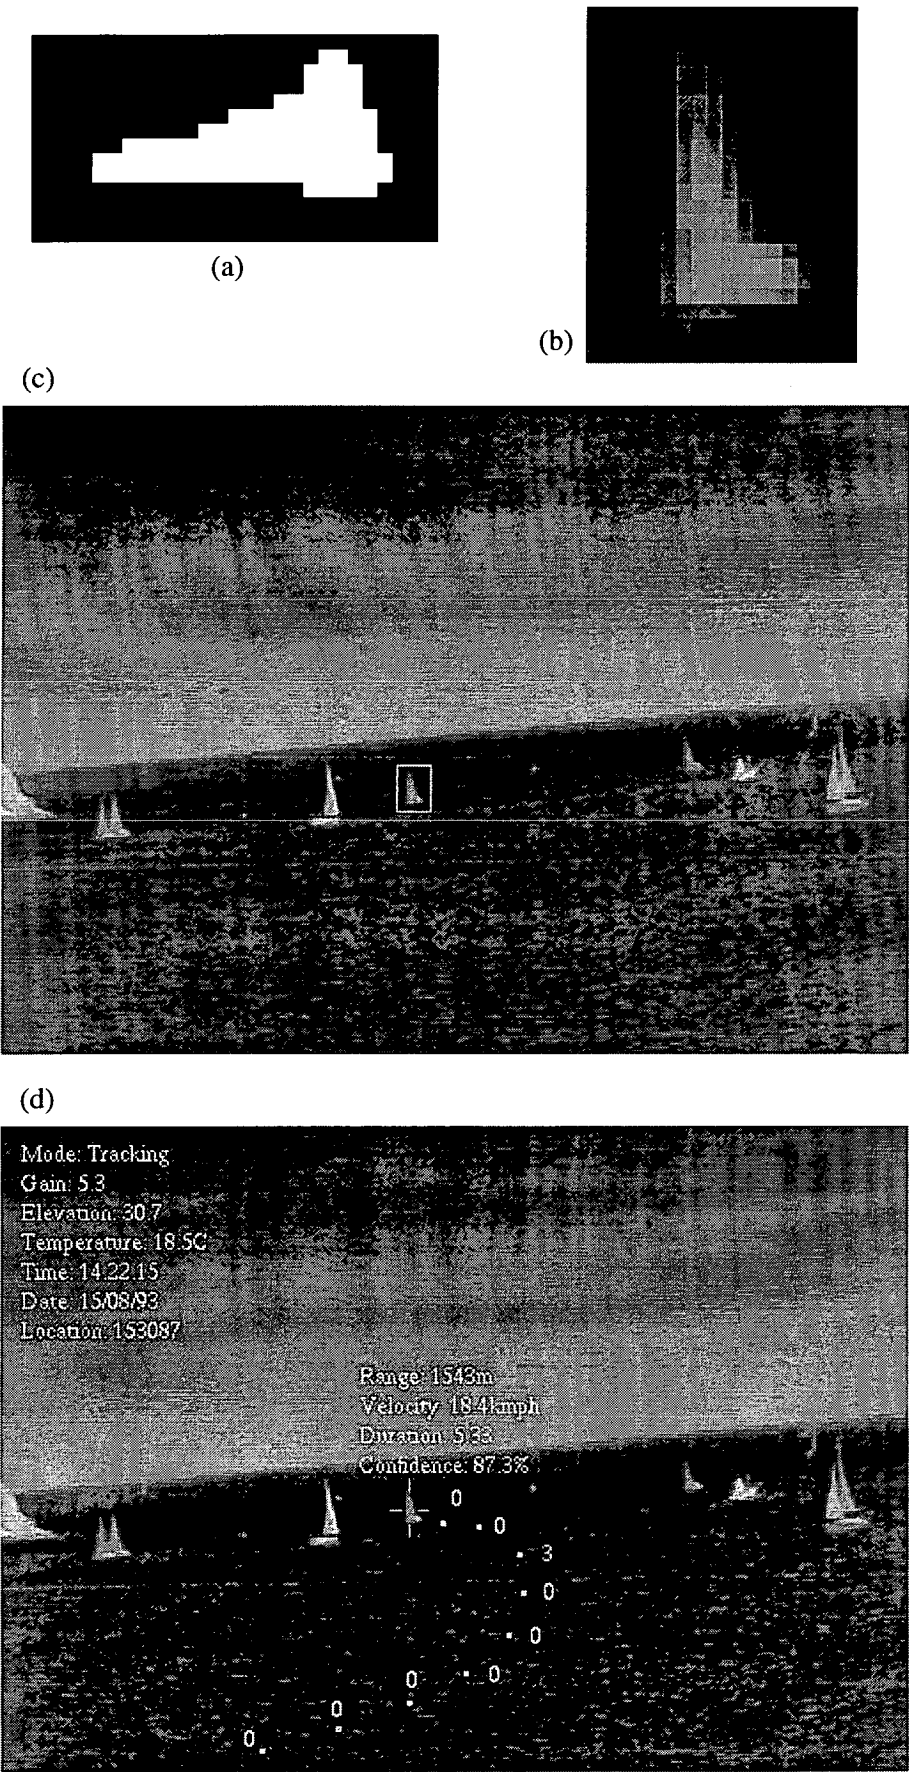 (a)
(b)
(c)
(d)
Mode: Tracking
Gain: 5.3
Elevation: 30.7
Temperature: 18.5C
Time: 14.22.15
Date: 15/08/93
Location: 153087
Range: 1543m
Velocity: 18.4kmph
Duration: 5.33
Confidence: 87.3%
0
0
3
0
0
0
0
0
0